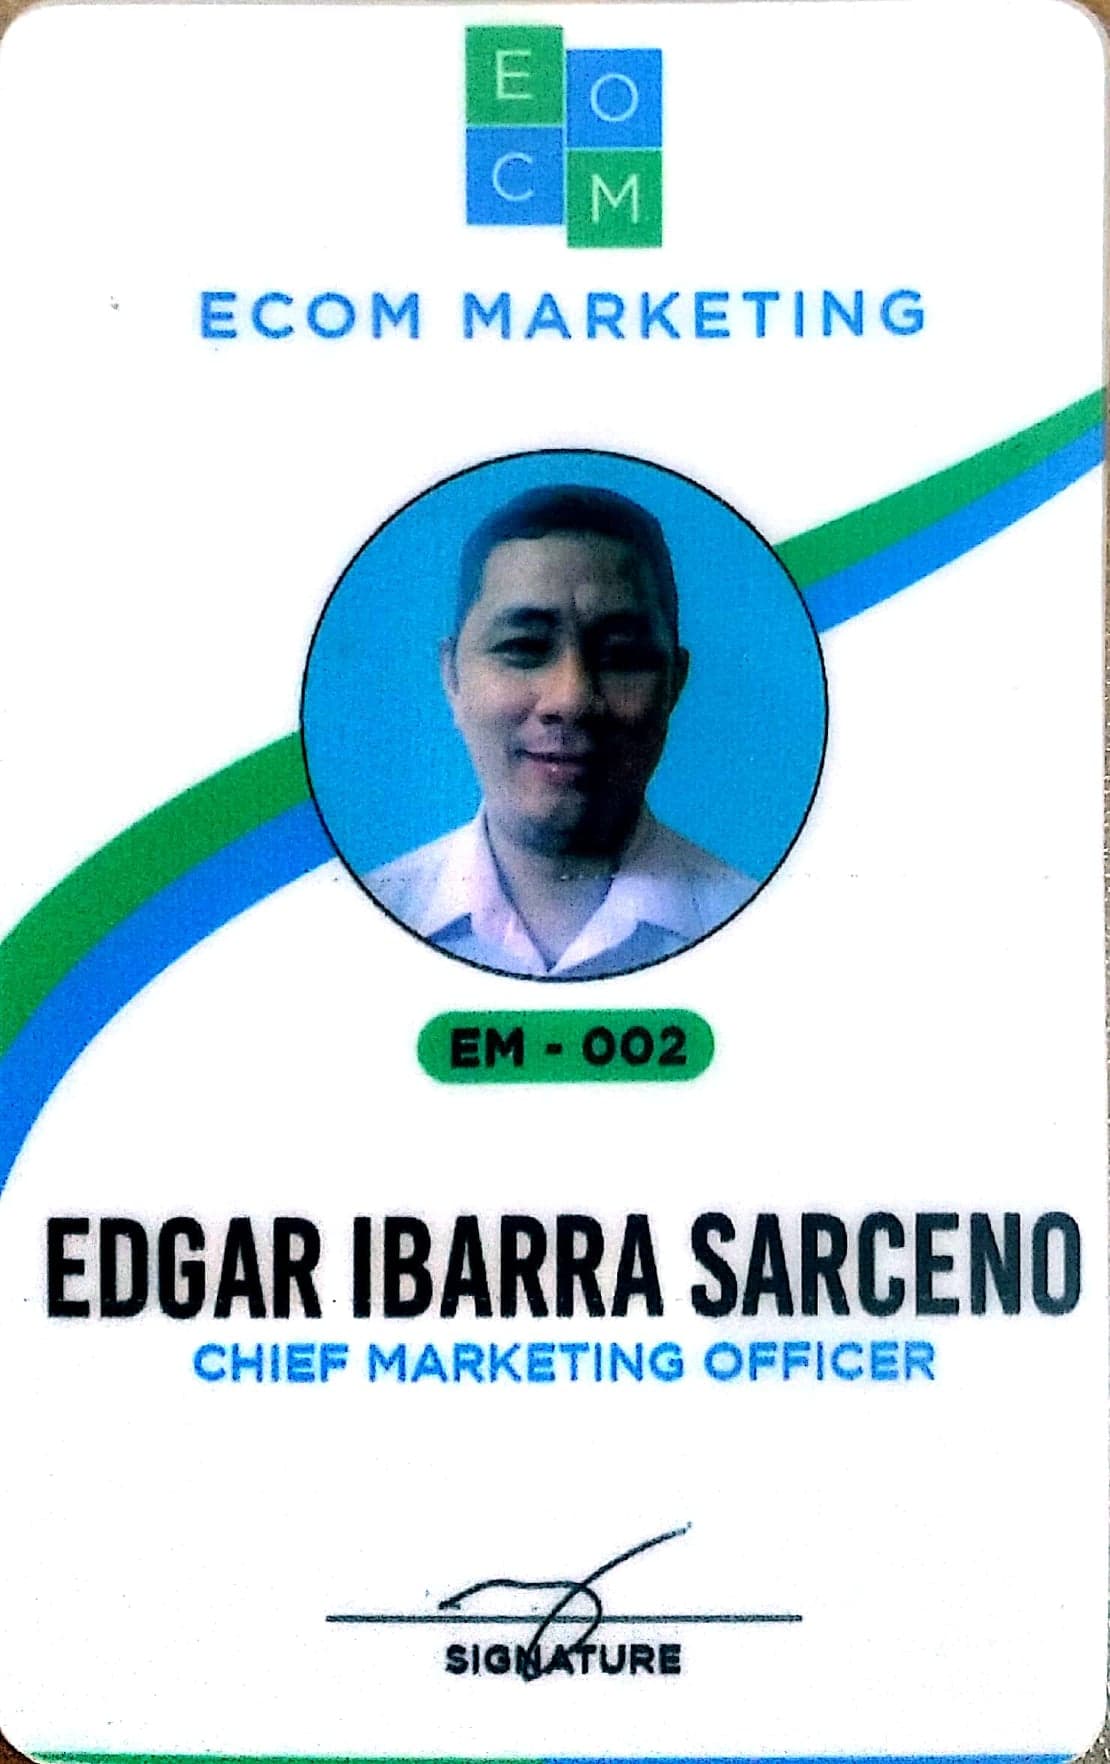 E O
C M
ECOM MARKETING
EM - 002
EDGAR IBARRA SARCENO
CHIEF MARKETING OFFICER
SIGNATURE